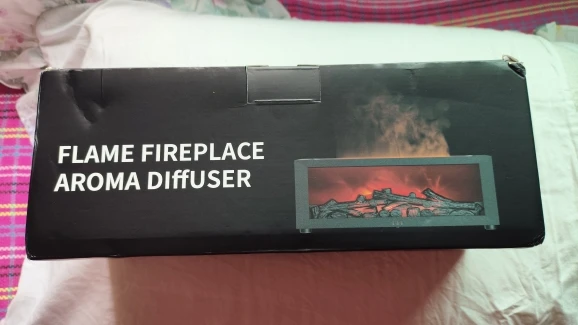 FLAME FIREPLACE
AROMA DIffUSER